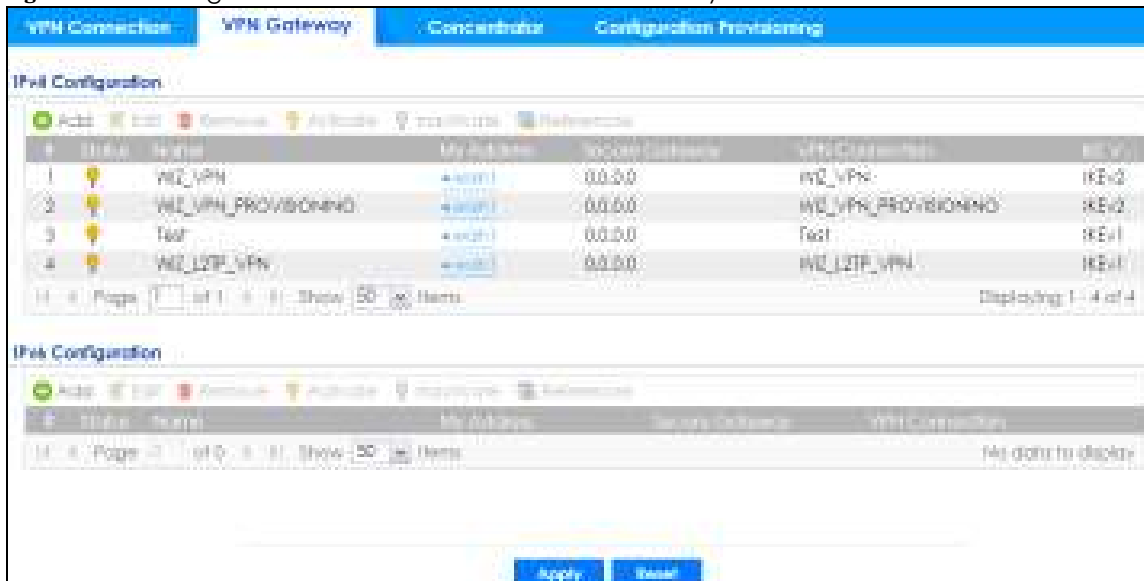 VPN Connection VPN Gateway Concentrator Configuration Provisioning
IPv4 Configuration
Add Edit Remove Activate Inactivate References
# Status Name My Address Secure Gateway VPN Connection IKE V...
1 WIZ_VPN wan1 0.0.0.0 WIZ_VPN IKEv2
2 WIZ_VPN_PROVISIONING wan1 0.0.0.0 WIZ_VPN_PROVISIONING IKEv2
3 Test wan1 0.0.0.0 Test IKEv1
4 WIZ_L2TP_VPN wan1 0.0.0.0 WIZ_L2TP_VPN IKEv1
Page 1 of 1 Show 50 Items Displaying 1 - 4 of 4
IPv6 Configuration
Add Edit Remove Activate Inactivate References
# Status Name My Address Secure Gateway VPN Connection
Page of 0 Show 50 Items No data to display
Apply Reset